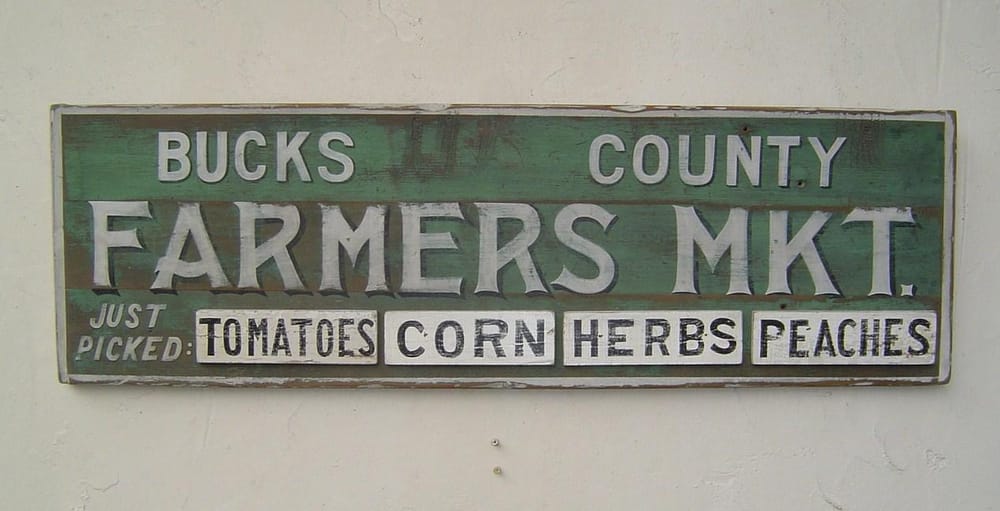 BUCKS COUNTY
FARMERS MKT.
JUST
PICKED: TOMATOES CORN HERBS PEACHES